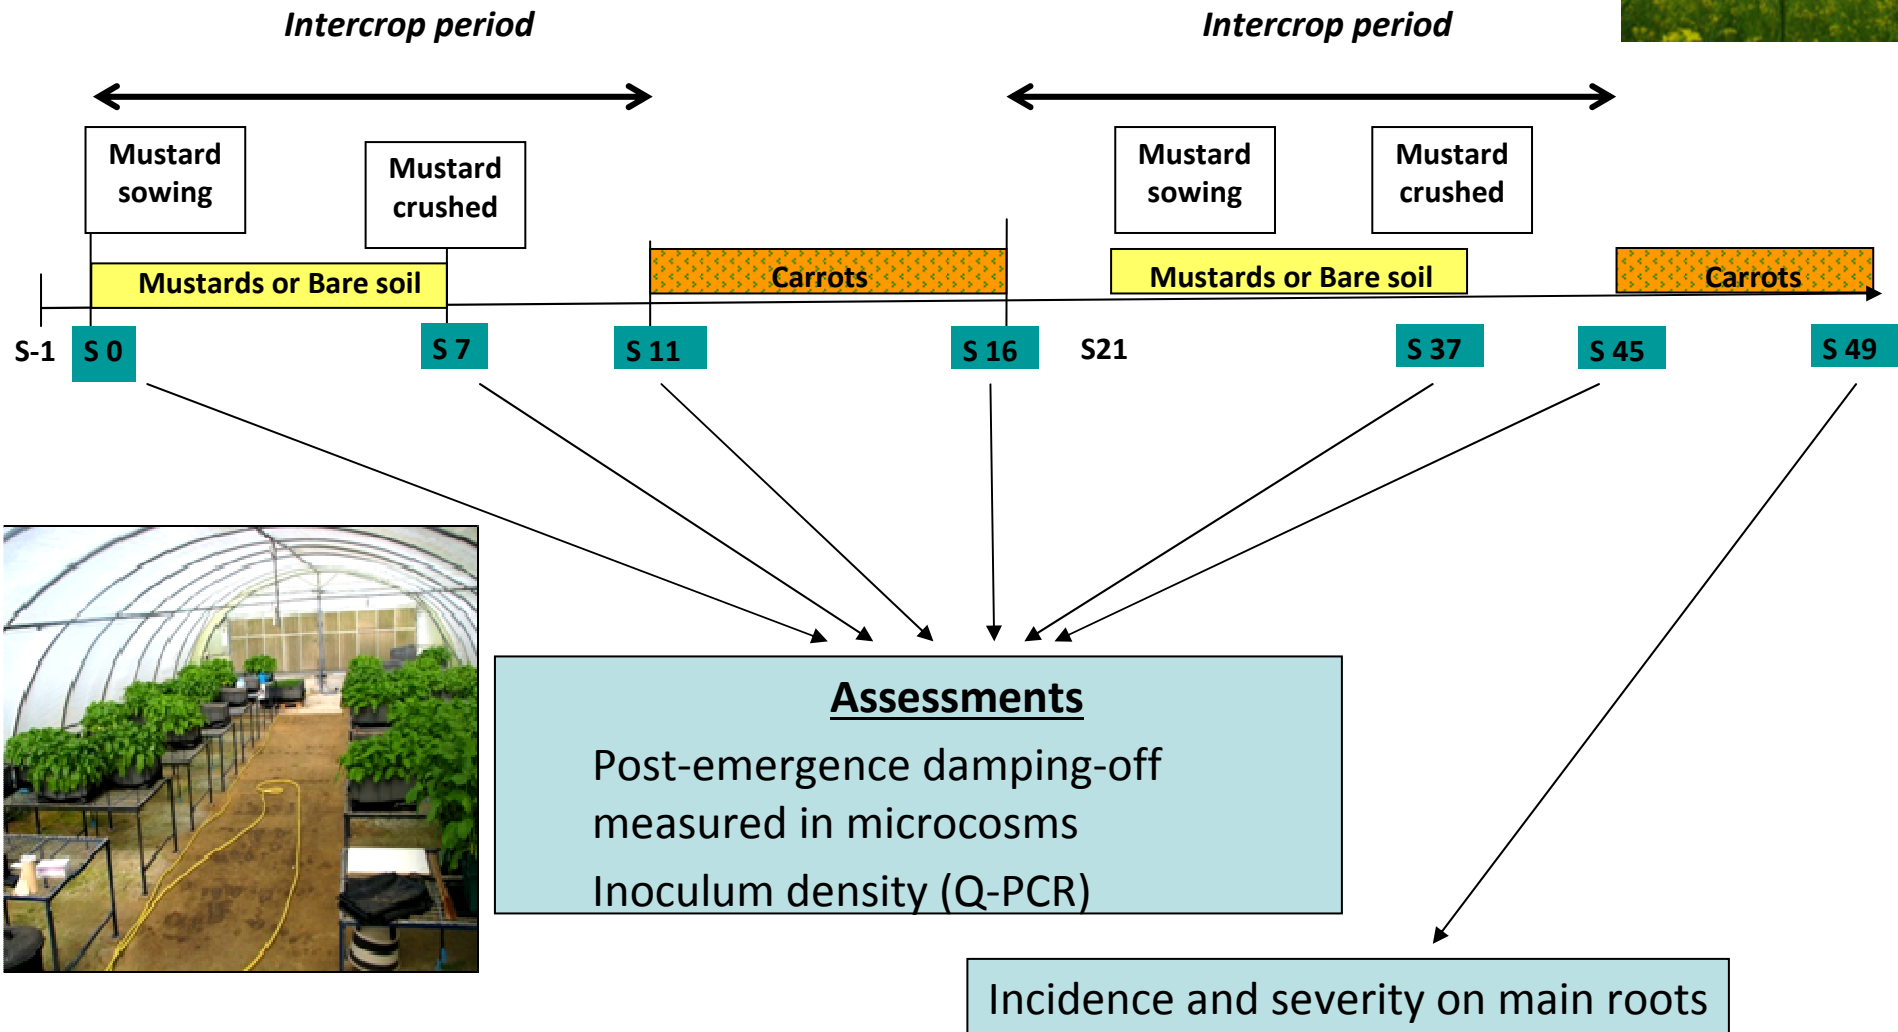 Intercrop period
Intercrop period
Mustard
sowing
Mustard
crushed
Mustard
sowing
Mustard
crushed
Mustards or Bare soil
Carrots
Mustards or Bare soil
Carrots
S-1
S 0
S 7
S 11
S 16
S21
S 37
S 45
S 49
Assessments
Post-emergence damping-off
measured in microcosms
Inoculum density (Q-PCR)
Incidence and severity on main roots